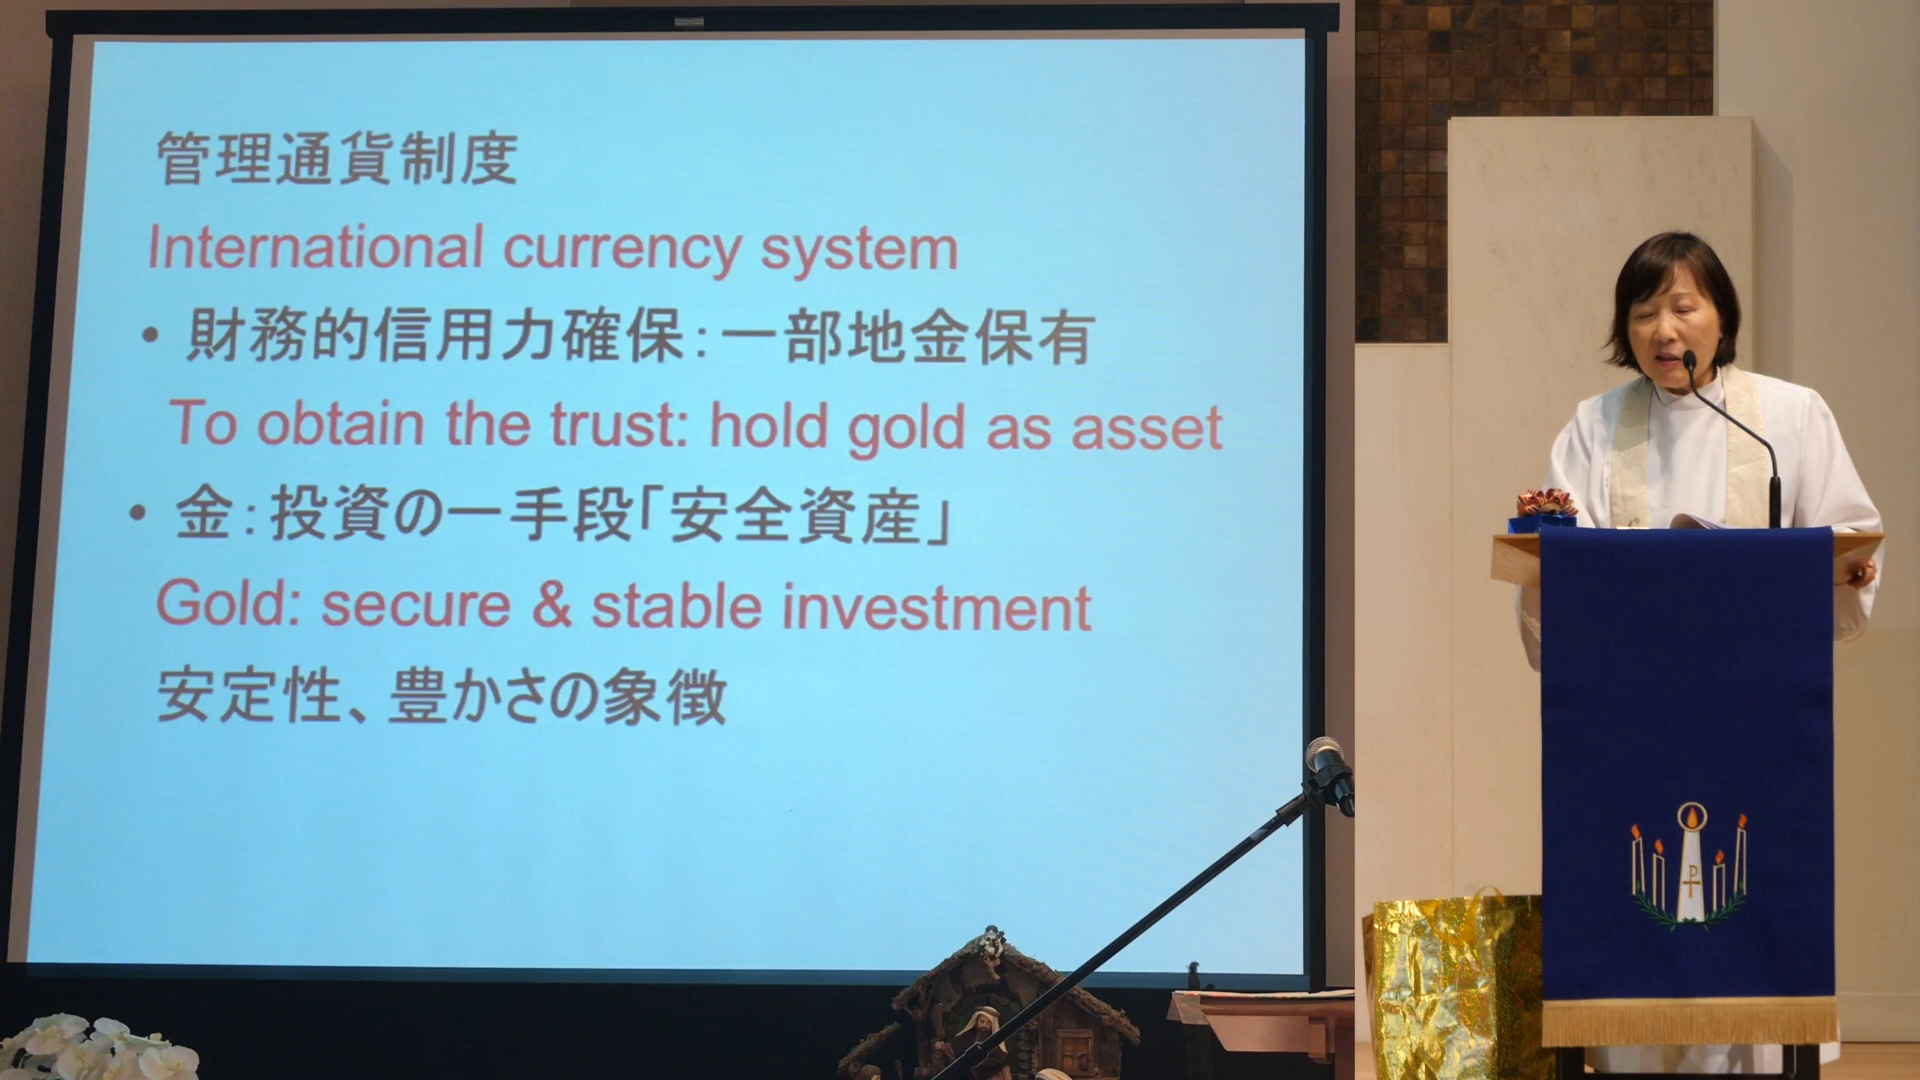 管理通貨制度
International currency system
• 財務的信用力確保：一部地金保有
To obtain the trust: hold gold as asset
• 金：投資の一手段「安全資産」
Gold: secure & stable investment
安定性、豊かさの象徴